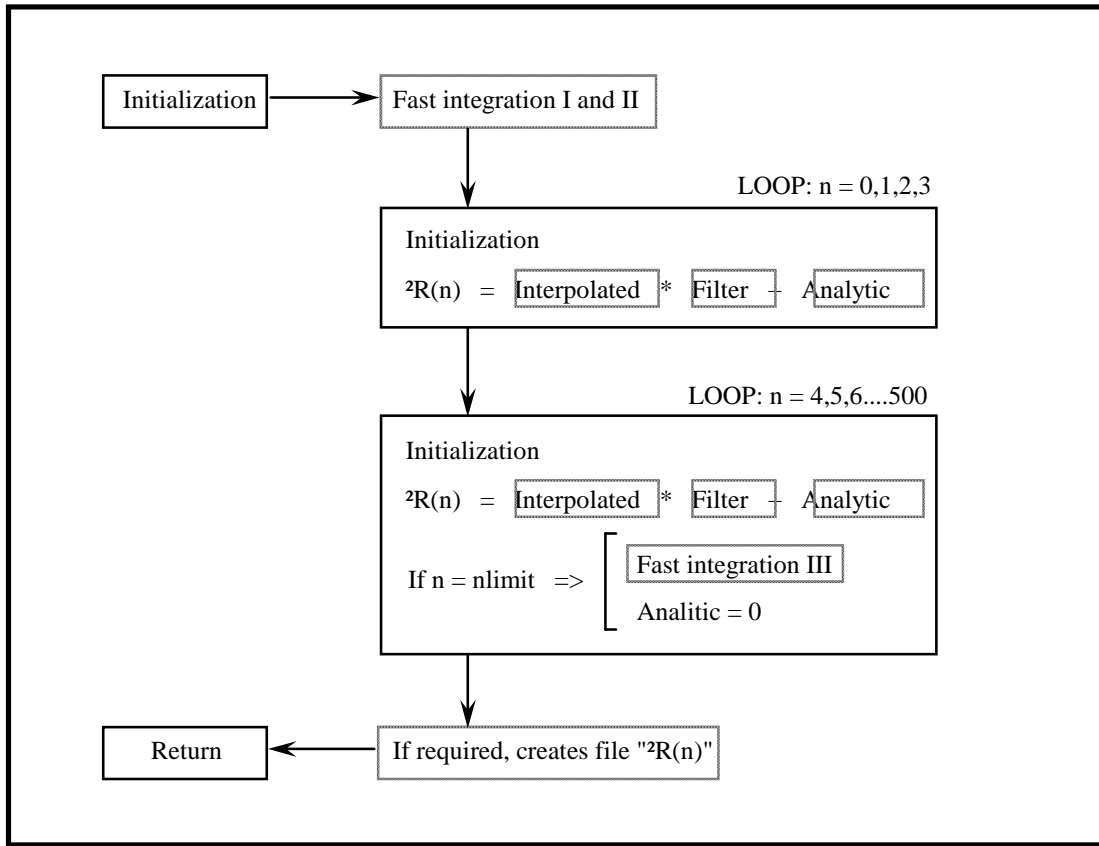 Initialization
Fast integration I and II
LOOP: n = 0,1,2,3
Initialization
²R(n) = Interpolated * Filter - Analytic
LOOP: n = 4,5,6....500
Initialization
²R(n) = Interpolated * Filter - Analytic
If n = nlimit => Fast integration III
Analitic = 0
Return
If required, creates file "²R(n)"